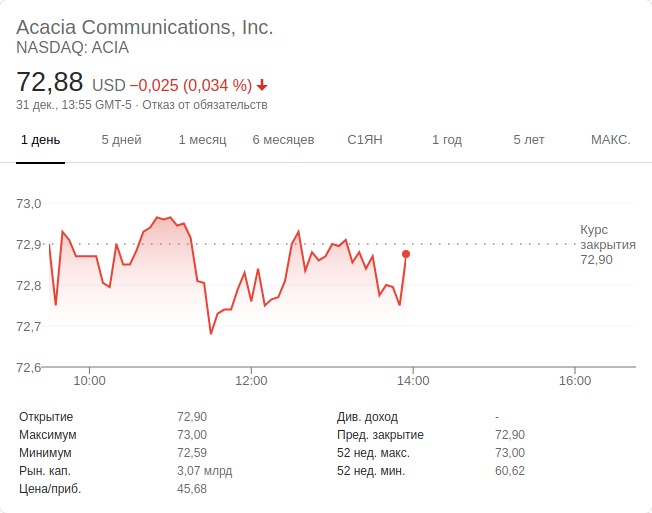 Acacia Communications, Inc.
NASDAQ: ACIA
72,88 USD −0,025 (0,034 %)
31 дек., 13:55 GMT-5 · Отказ от обязательств
1 день 5 дней 1 месяц 6 месяцев С1ЯН 1 год 5 лет МАКС.
73,0
Курс
72,9 закрытия
72,90
72,8
72,7
72,6
10:00 12:00 14:00 16:00
Открытие 72,90 Див. доход -
Максимум 73,00 Пред. закрытие 72,90
Минимум 72,59 52 нед. макс. 73,00
Рын. кап. 3,07 млрд 52 нед. мин. 60,62
Цена/приб. 45,68